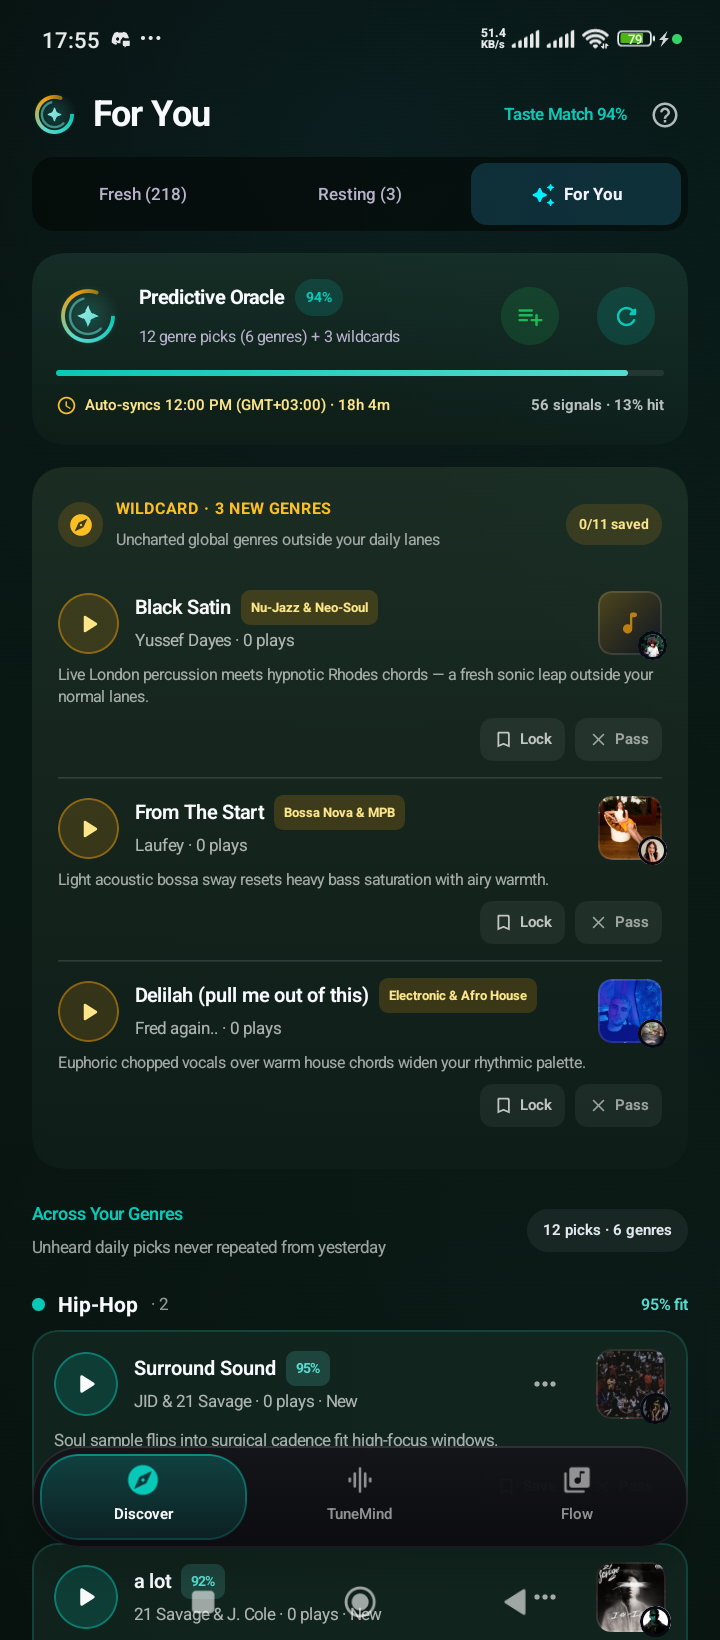 17:55
51.4
KB/s
79
For You
Taste Match 94%
Fresh (218)
Resting (3)
For You
Predictive Oracle
94%
12 genre picks (6 genres) + 3 wildcards
Auto-syncs 12:00 PM (GMT+03:00) · 18h 4m
56 signals · 13% hit
WILDCARD · 3 NEW GENRES
Uncharted global genres outside your daily lanes
0/11 saved
Black Satin
Nu-Jazz & Neo-Soul
Yussef Dayes · 0 plays
Live London percussion meets hypnotic Rhodes chords — a fresh sonic leap outside your
normal lanes.
Lock
Pass
From The Start
Bossa Nova & MPB
Laufey · 0 plays
Light acoustic bossa sway resets heavy bass saturation with airy warmth.
Lock
Pass
Delilah (pull me out of this)
Electronic & Afro House
Fred again.. · 0 plays
Euphoric chopped vocals over warm house chords widen your rhythmic palette.
Lock
Pass
Across Your Genres
Unheard daily picks never repeated from yesterday
12 picks · 6 genres
Hip-Hop · 2
95% fit
Surround Sound
95%
JID & 21 Savage · 0 plays · New
Soul sample flips into surgical cadence fit high-focus windows.
Discover
TuneMind
Flow
a lot
92%
21 Savage & J. Cole · 0 plays · New